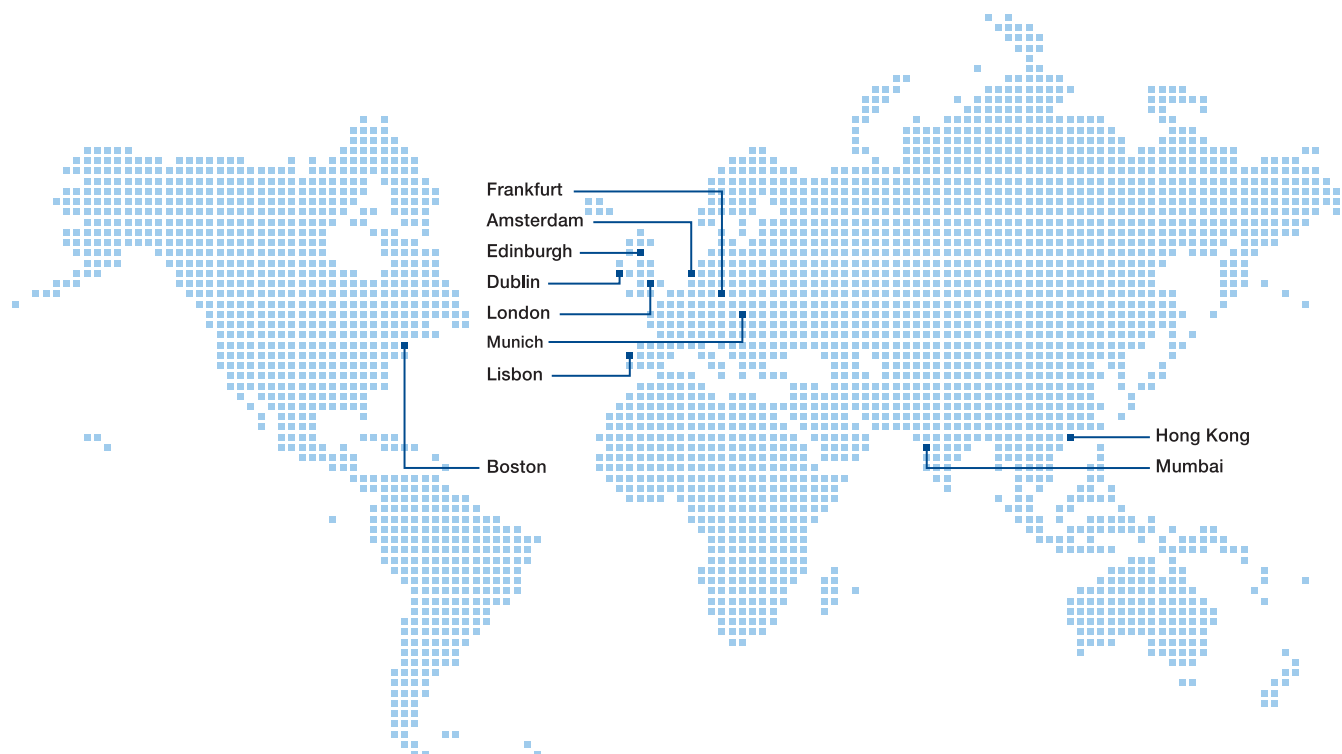 Frankfurt
Amsterdam
Edinburgh
Dublin
London
Munich
Lisbon
Boston
Hong Kong
Mumbai